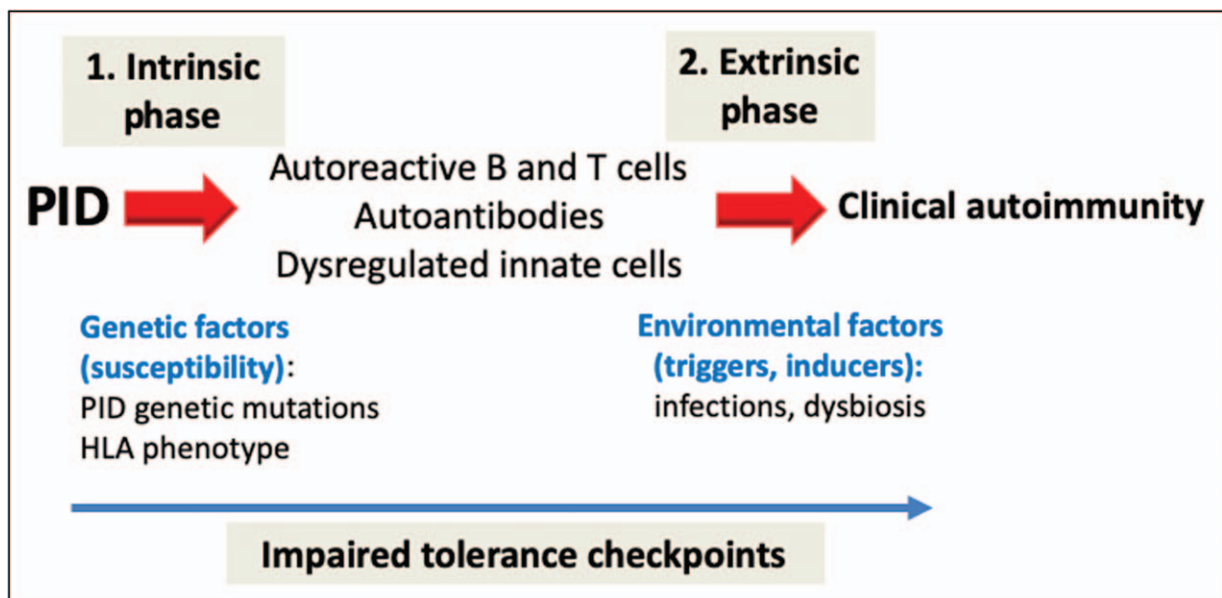 1. Intrinsic
phase
2. Extrinsic
phase
PID
Autoreactive B and T cells
Autoantibodies
Dysregulated innate cells
Clinical autoimmunity
Genetic factors
(susceptibility):
PID genetic mutations
HLA phenotype
Environmental factors
(triggers, inducers):
infections, dysbiosis
Impaired tolerance checkpoints